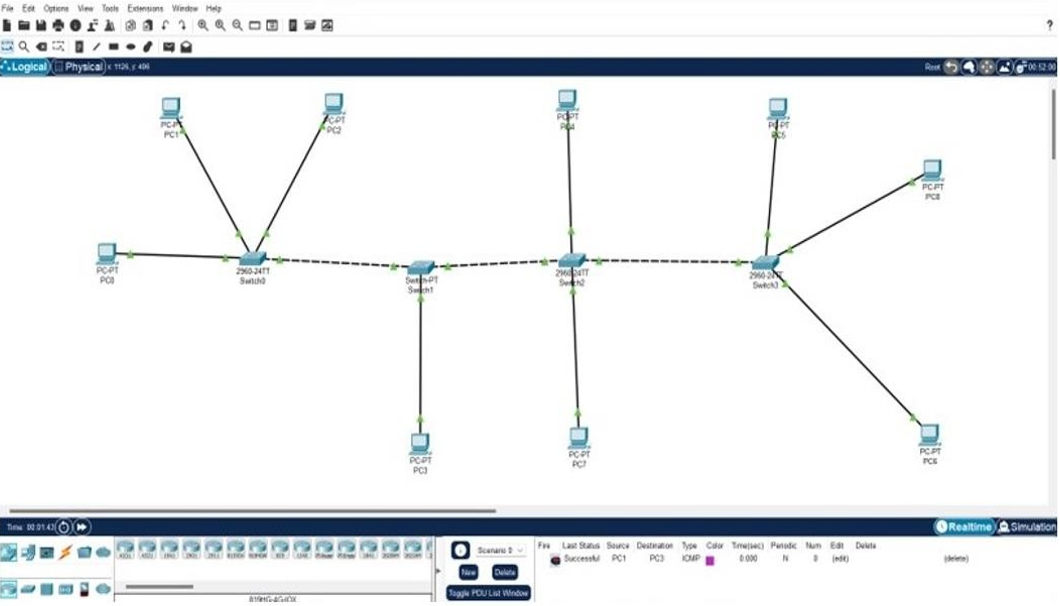 File Edit Options View Tools Extensions Window Help
?
Logical Physical x: 1126, y: 486 Root 00:52:00
PC-PT
PC1
PC-PT
PC2
PC-PT
PC4
PC-PT
PC5
PC-PT
PC8
PC-PT
PC0
2960-24TT
Switch0
Switch-PT
Switch1
2960-24TT
Switch2
2960-24TT
Switch3
PC-PT
PC3
PC-PT
PC7
PC-PT
PC6
Time: 00:01:43 Realtime Simulation
Scenario 0
New Delete
Toggle PDU List Window
Fire Last Status Source Destination Type Color Time(sec) Periodic Num Edit Delete
Successful PC1 PC3 ICMP 0.000 N 0 (edit) (delete)
819HG-4G-IOX